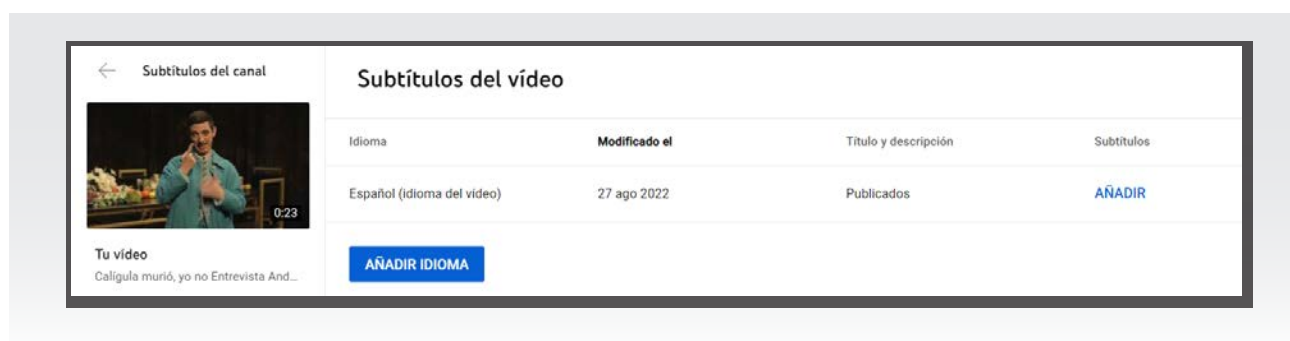 Subtítulos del canal
0:23
Tu vídeo
Calígula murió, yo no Entrevista And...
Subtítulos del vídeo
Idioma Modificado el Título y descripción Subtítulos
Español (idioma del vídeo) 27 ago 2022 Publicados AÑADIR
AÑADIR IDIOMA